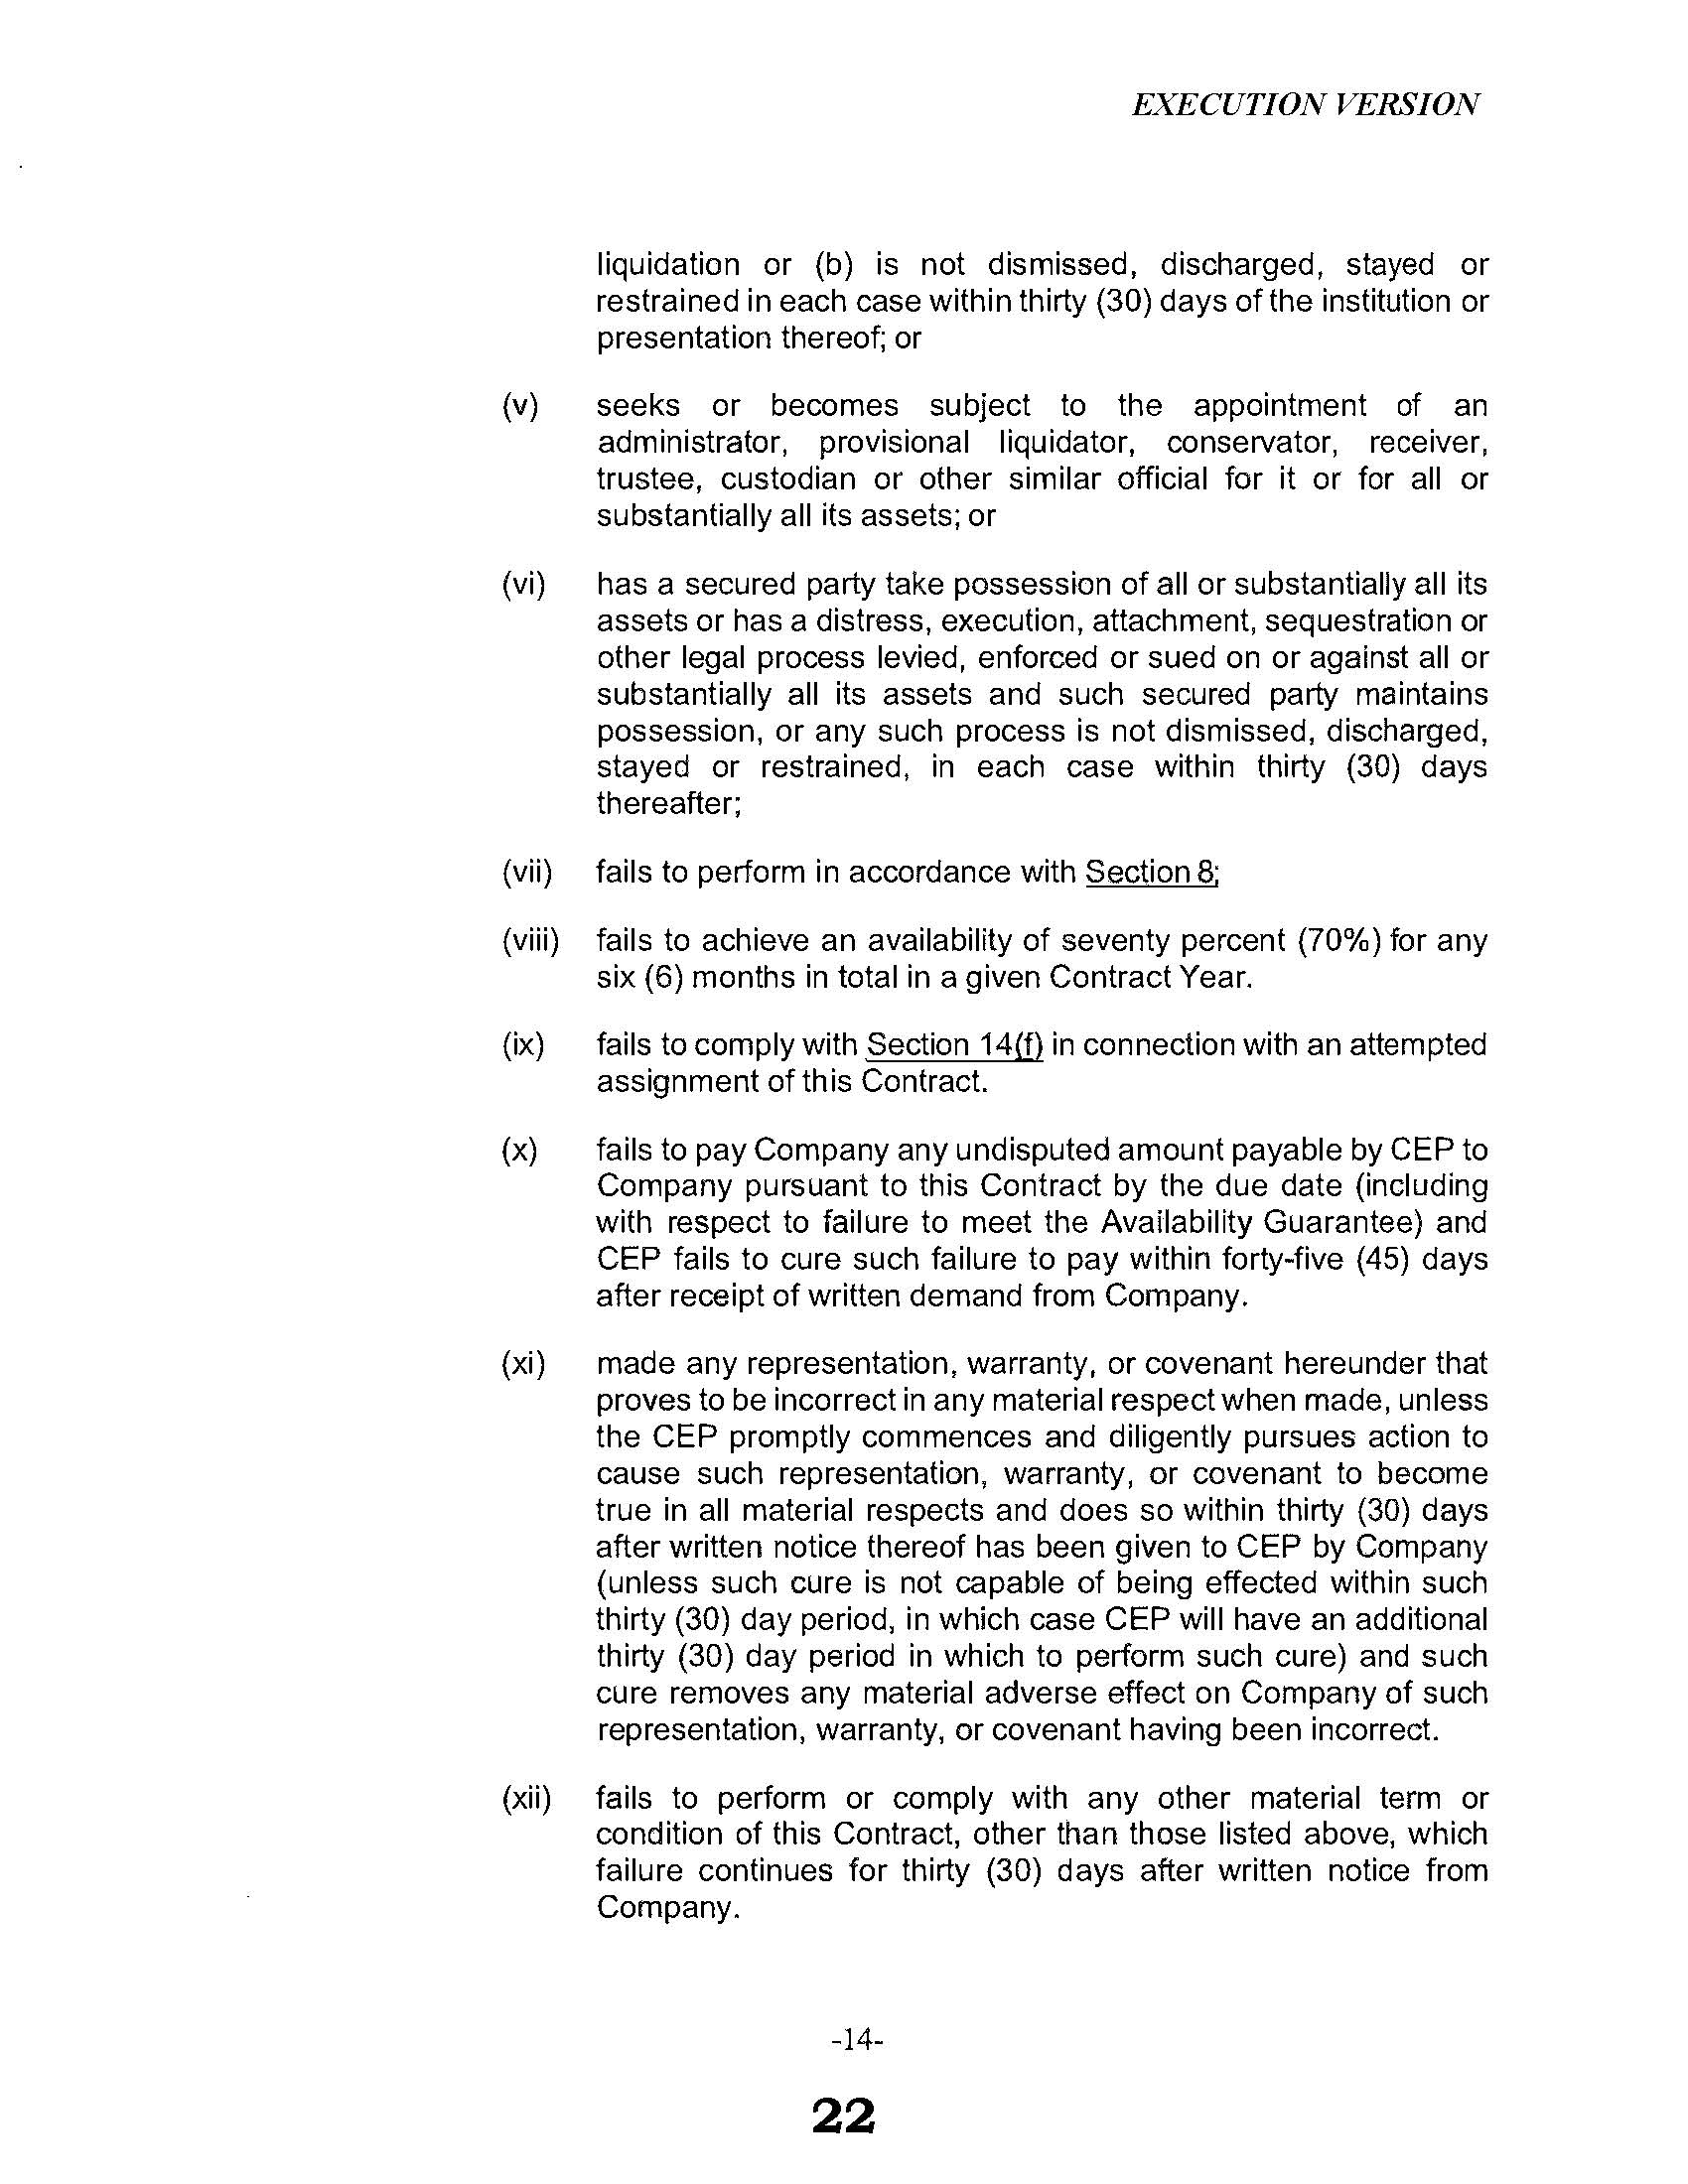 EXECUTION VERSION
liquidation or (b) is not dismissed, discharged, stayed or
restrained in each case within thirty (30) days of the institution or
presentation thereof; or
(v) seeks or becomes subject to the appointment of an
administrator, provisional liquidator, conservator, receiver,
trustee, custodian or other similar official for it or for all or
substantially all its assets; or
(vi) has a secured party take possession of all or substantially all its
assets or has a distress, execution, attachment, sequestration or
other legal process levied, enforced or sued on or against all or
substantially all its assets and such secured party maintains
possession, or any such process is not dismissed, discharged,
stayed or restrained, in each case within thirty (30) days
thereafter;
(vii) fails to perform in accordance with Section 8;
(viii) fails to achieve an availability of seventy percent (70%) for any
six (6) months in total in a given Contract Year.
(ix) fails to comply with Section 14(f) in connection with an attempted
assignment of this Contract.
(x) fails to pay Company any undisputed amount payable by CEP to
Company pursuant to this Contract by the due date (including
with respect to failure to meet the Availability Guarantee) and
CEP fails to cure such failure to pay within forty-five (45) days
after receipt of written demand from Company.
(xi) made any representation, warranty, or covenant hereunder that
proves to be incorrect in any material respect when made, unless
the CEP promptly commences and diligently pursues action to
cause such representation, warranty, or covenant to become
true in all material respects and does so within thirty (30) days
after written notice thereof has been given to CEP by Company
(unless such cure is not capable of being effected within such
thirty (30) day period, in which case CEP will have an additional
thirty (30) day period in which to perform such cure) and such
cure removes any material adverse effect on Company of such
representation, warranty, or covenant having been incorrect.
(xii) fails to perform or comply with any other material term or
condition of this Contract, other than those listed above, which
failure continues for thirty (30) days after written notice from
Company.
-14-
22